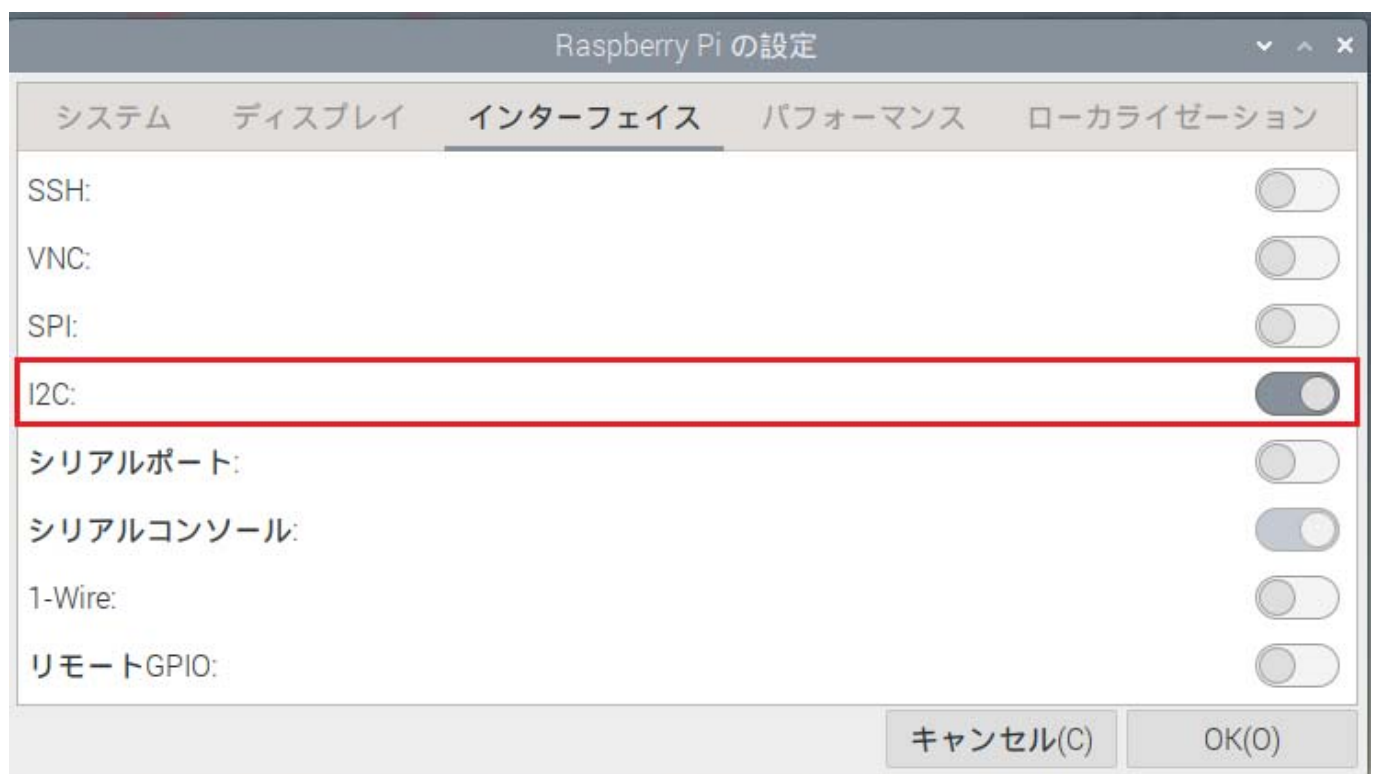 Raspberry Pi の設定
システム ディスプレイ インターフェイス パフォーマンス ローカライゼーション
SSH:
VNC:
SPI:
I2C:
シリアルポート:
シリアルコンソール:
1-Wire:
リモートGPIO:
キャンセル(C) OK(O)